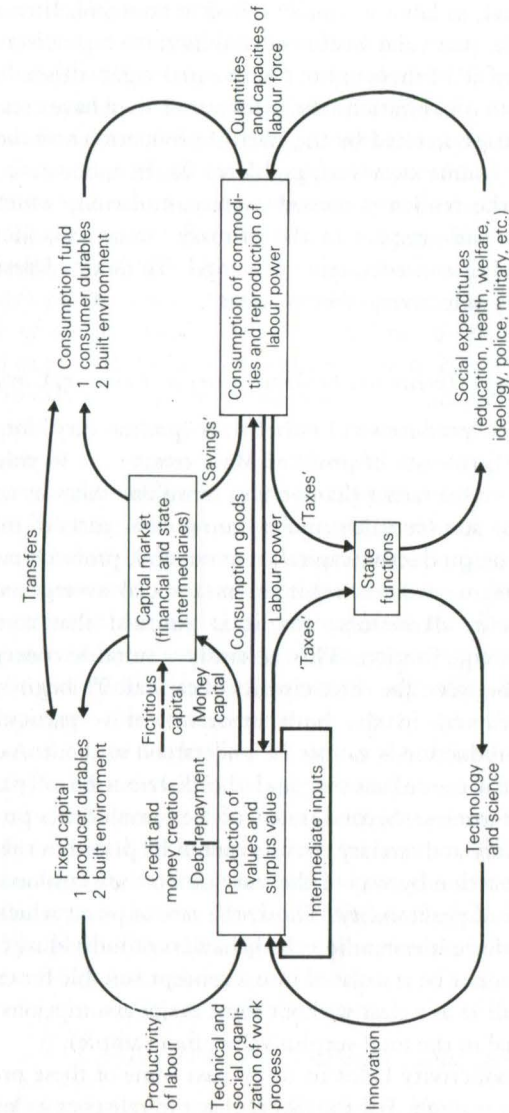 Transfers
Fixed capital
1 producer durables
2 built environment
Consumption fund
1 consumer durables
2 built environment
Productivity
of labour
Credit and
money creation
Fictitious
capital
Capital market
(financial and state
intermediaries)
Quantities
and capacities of
labour force
Debt repayment
Money
capital
'Savings'
Technical and
social organi-
zation of work
process
Production of
values and
surplus value
Consumption goods
Labour power
Consumption of commodi-
ties and reproduction of
labour power
Intermediate inputs
'Taxes'
'Taxes'
Innovation
State
functions
Technology
and science
Social expenditures
(education, health, welfare,
ideology, police, military, etc.)